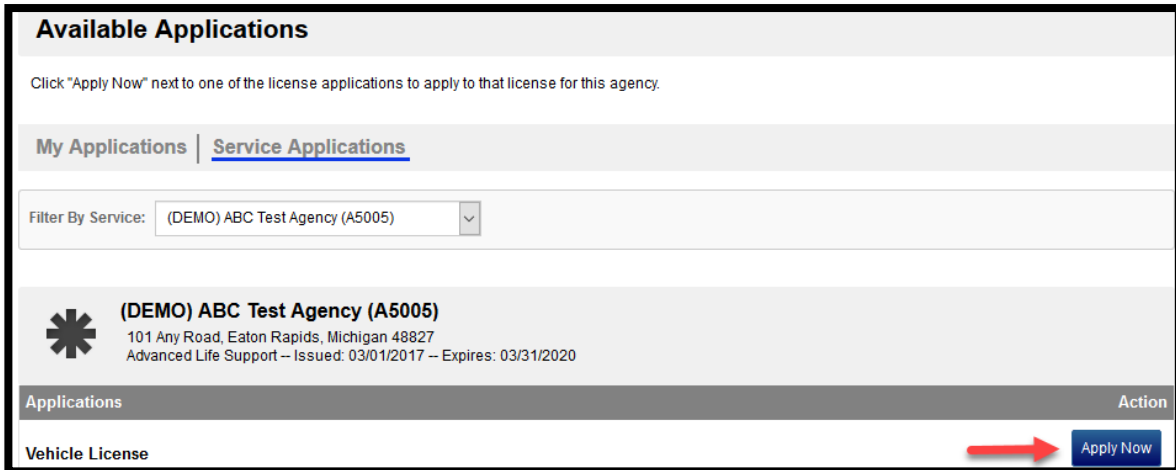 Available Applications
Click "Apply Now" next to one of the license applications to apply to that license for this agency.
My Applications | Service Applications
Filter By Service: (DEMO) ABC Test Agency (A5005)
(DEMO) ABC Test Agency (A5005)
101 Any Road, Eaton Rapids, Michigan 48827
Advanced Life Support -- Issued: 03/01/2017 -- Expires: 03/31/2020
Applications Action
Vehicle License Apply Now